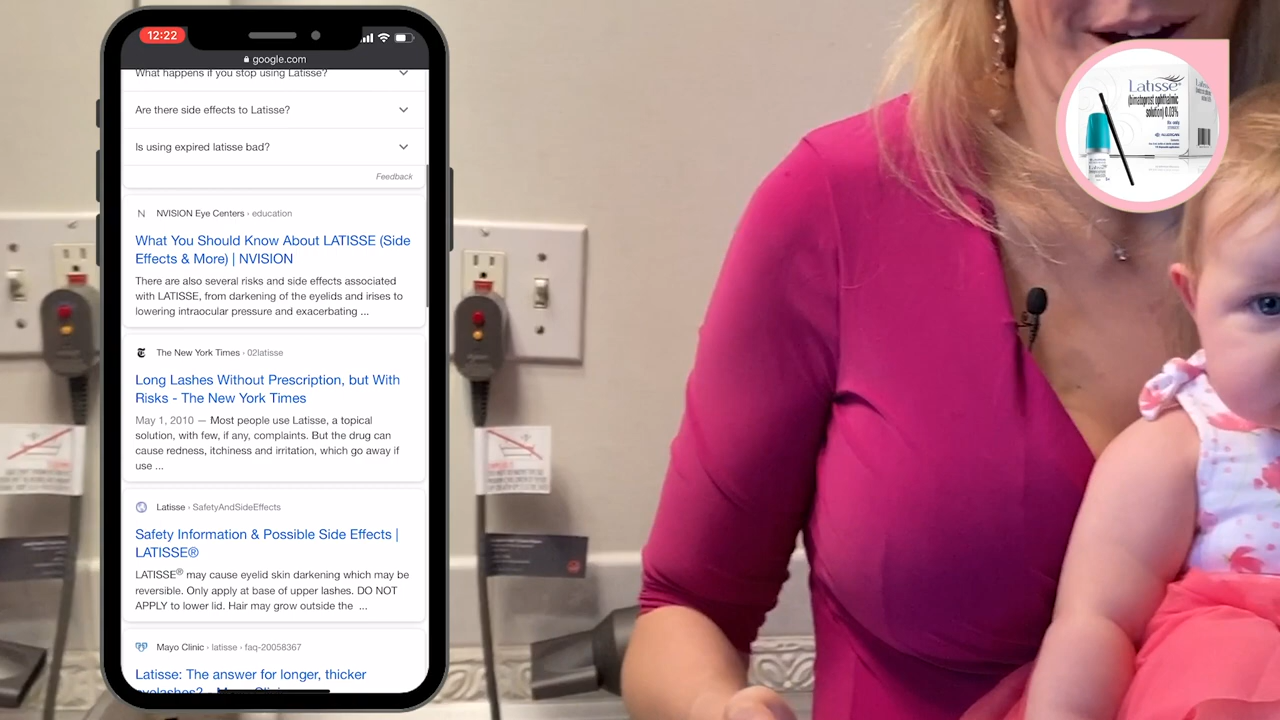 12:22
google.com
What happens if you stop using Latisse?
Are there side effects to Latisse?
Is using expired latisse bad?
Feedback
N NVISION Eye Centers › education
What You Should Know About LATISSE (Side
Effects & More) | NVISION
There are also several risks and side effects associated
with LATISSE, from darkening of the eyelids and irises to
lowering intraocular pressure and exacerbating ...
The New York Times › 02latisse
Long Lashes Without Prescription, but With
Risks - The New York Times
May 1, 2010 — Most people use Latisse, a topical
solution, with few, if any, complaints. But the drug can
cause redness, itchiness and irritation, which go away if
use ...
Latisse › SafetyAndSideEffects
Safety Information & Possible Side Effects |
LATISSE®
LATISSE® may cause eyelid skin darkening which may be
reversible. Only apply at base of upper lashes. DO NOT
APPLY to lower lid. Hair may grow outside the ...
Mayo Clinic › latisse › faq-20058367
Latisse: The answer for longer, thicker
eyelashes? - Mayo Clinic
Latisse®
(bimatoprost ophthalmic
solution) 0.03%